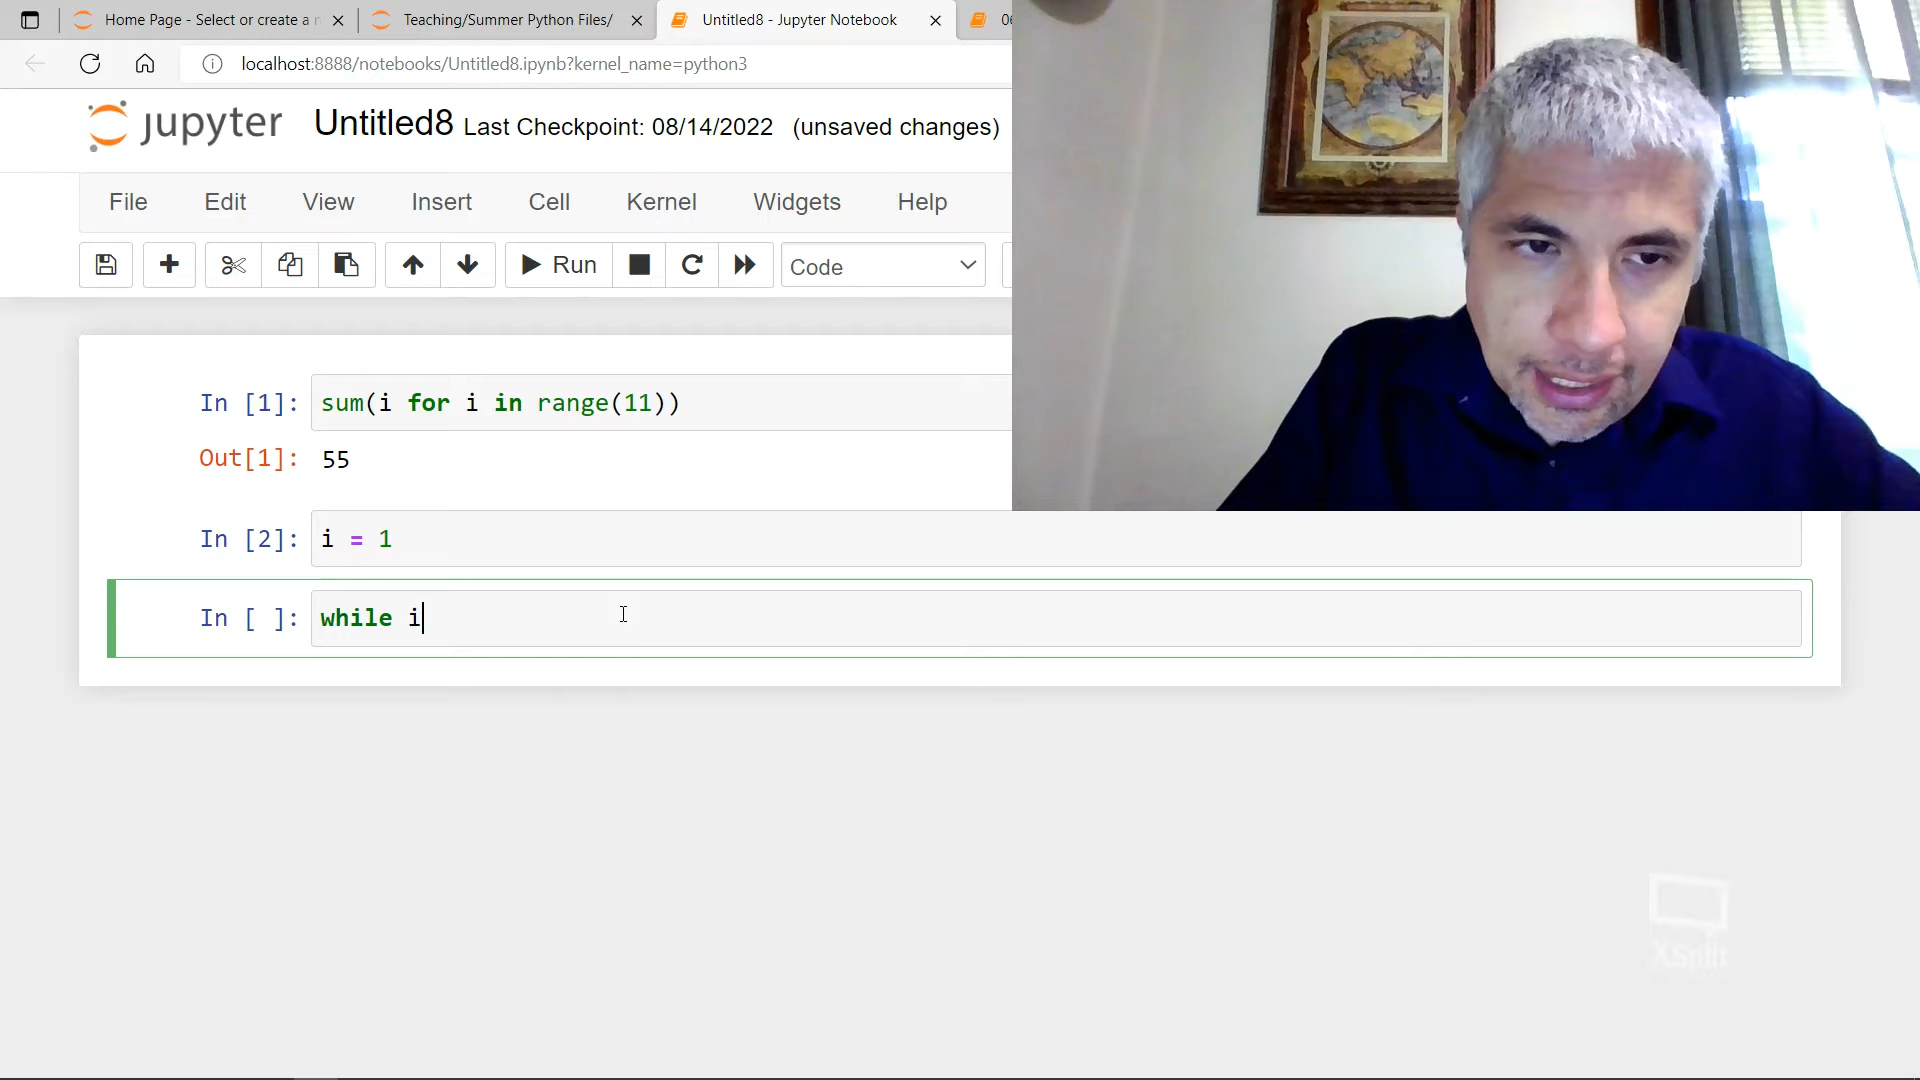 Home Page - Select or create a n
Teaching/Summer Python Files/
Untitled8 - Jupyter Notebook
06
localhost:8888/notebooks/Untitled8.ipynb?kernel_name=python3
jupyter Untitled8 Last Checkpoint: 08/14/2022 (unsaved changes)
File Edit View Insert Cell Kernel Widgets Help
Run Code
In [1]: sum(i for i in range(11))
Out[1]: 55
In [2]: i = 1
In [ ]: while i
XSplit